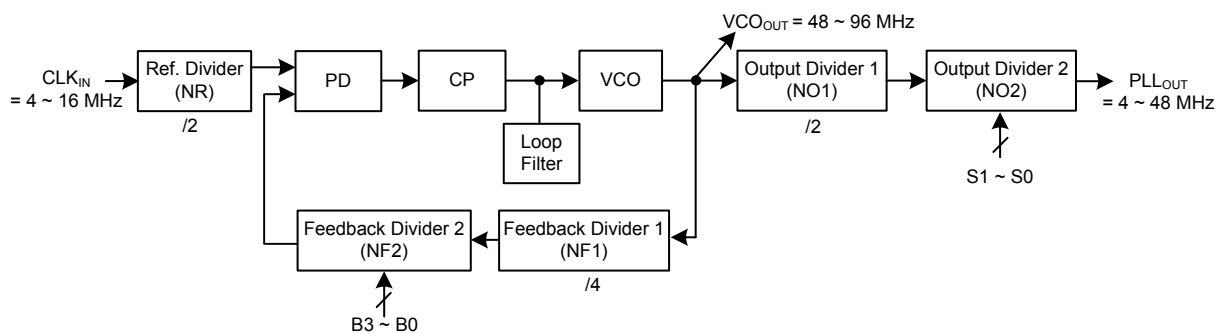 VCOOUT = 48 ~ 96 MHz
CLKIN
= 4 ~ 16 MHz
Ref. Divider
(NR)
/2
PD
CP
VCO
Loop
Filter
Output Divider 1
(NO1)
/2
Output Divider 2
(NO2)
PLLOUT
= 4 ~ 48 MHz
S1 ~ S0
Feedback Divider 2
(NF2)
B3 ~ B0
Feedback Divider 1
(NF1)
/4